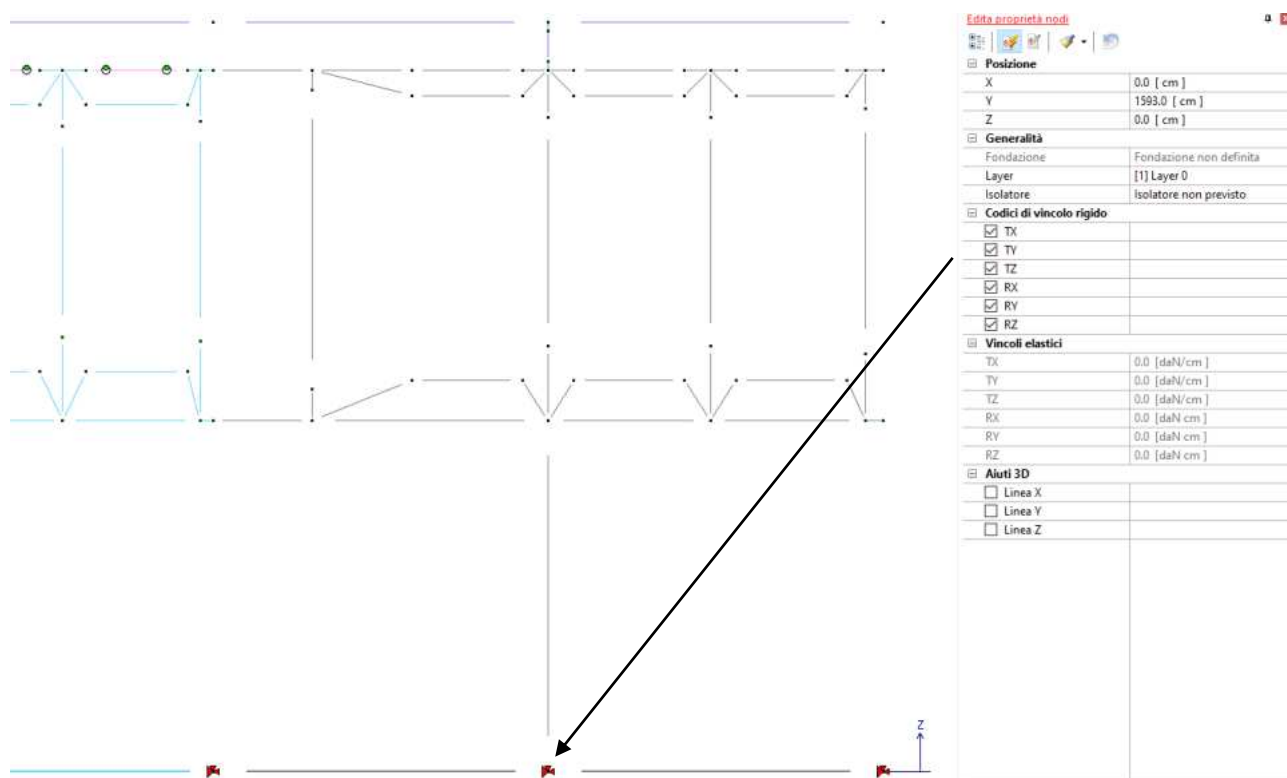 Edita proprietà nodi
Posizione
X 0.0 [ cm ]
Y 1593.0 [ cm ]
Z 0.0 [ cm ]
Generalità
Fondazione Fondazione non definita
Layer [1] Layer 0
Isolatore Isolatore non previsto
Codici di vincolo rigido
TX
TY
TZ
RX
RY
RZ
Vincoli elastici
TX 0.0 [daN/cm ]
TY 0.0 [daN/cm ]
TZ 0.0 [daN/cm ]
RX 0.0 [daN cm ]
RY 0.0 [daN cm ]
RZ 0.0 [daN cm ]
Aiuti 3D
Linea X
Linea Y
Linea Z
Z